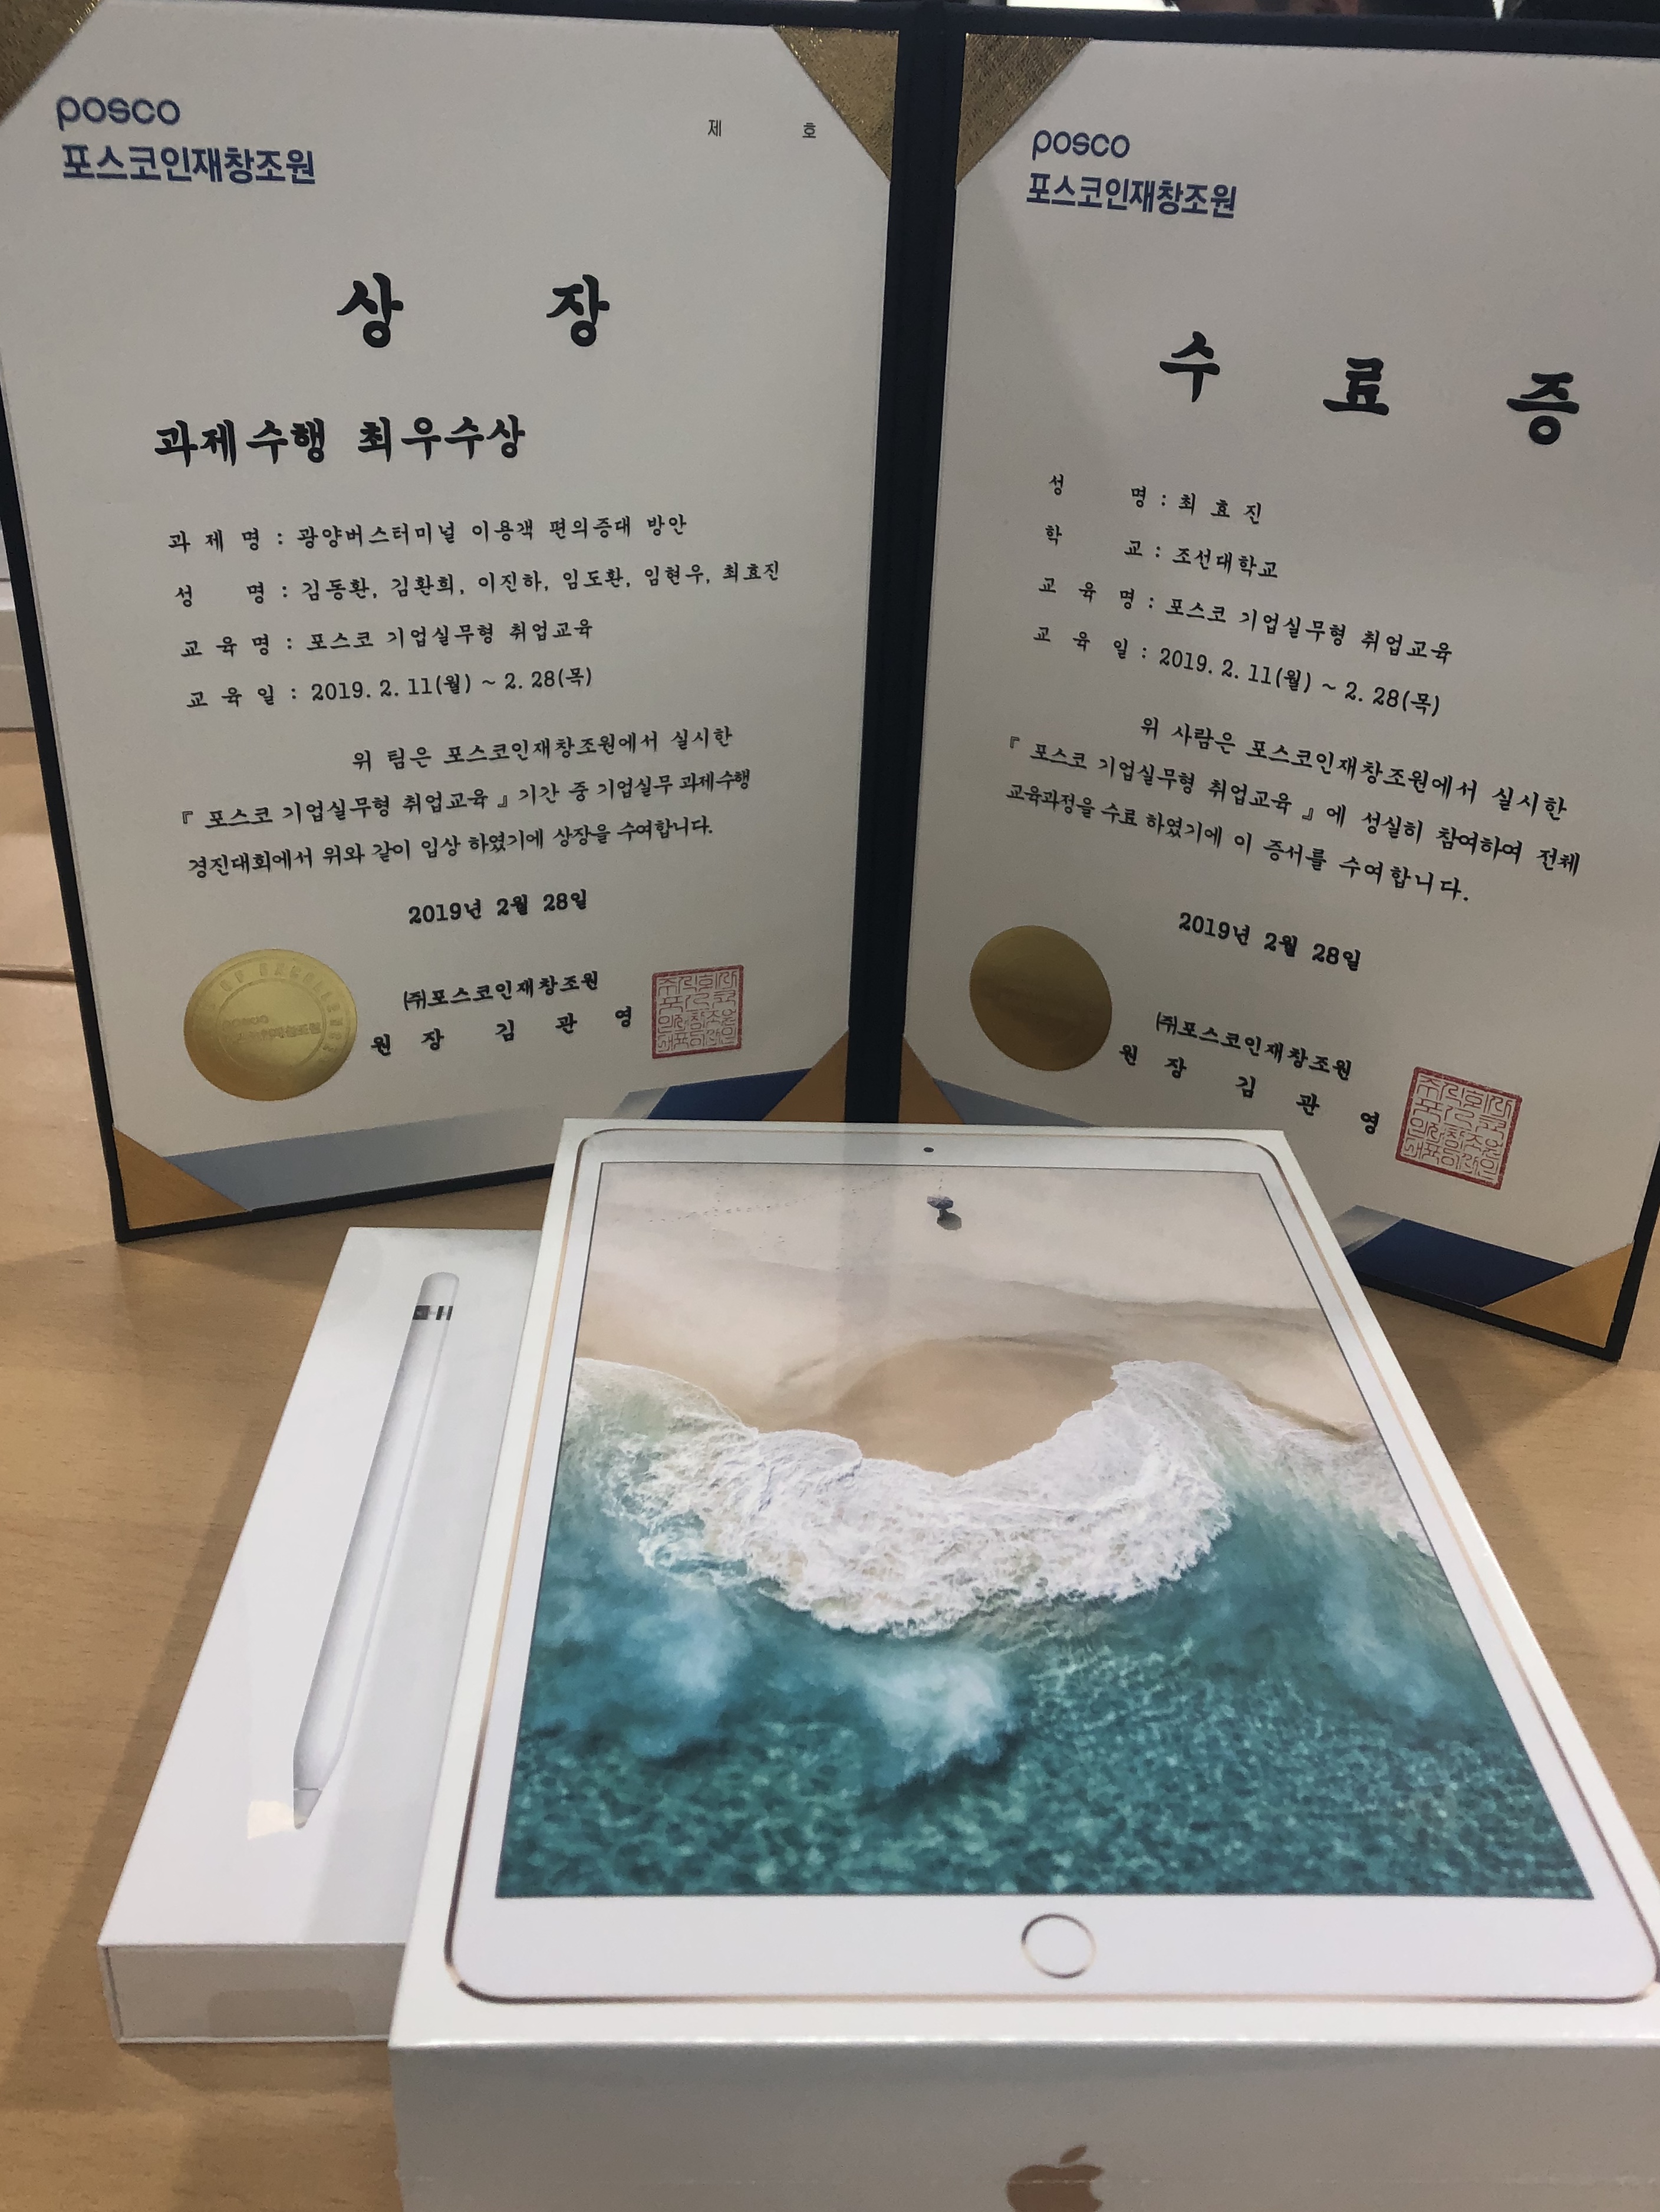 posco
포스코인재창조원
제 호
상 장
과제수행 최우수상
과 제 명 : 광양버스터미널 이용객 편의증대 방안
성 명 : 김동환, 김환희, 이진하, 임도환, 임현우, 최효진
교 육 명 : 포스코 기업실무형 취업교육
교 육 일 : 2019. 2. 11(월) ~ 2. 28(목)
위 팀은 포스코인재창조원에서 실시한
『 포스코 기업실무형 취업교육 』 기간 중 기업실무 과제수행
경진대회에서 위와 같이 입상 하였기에 상장을 수여합니다.
2019년 2월 28일
㈜포스코인재창조원
원 장 김 관 영
posco
포스코인재창조원
수 료 증
성 명 : 최 효 진
학 교 : 조선대학교
교 육 명 : 포스코 기업실무형 취업교육
교 육 일 : 2019. 2. 11(월) ~ 2. 28(목)
위 사람은 포스코인재창조원에서 실시한
『 포스코 기업실무형 취업교육 』 에 성실히 참여하여 전체
교육과정을 수료 하였기에 이 증서를 수여합니다.
2019년 2월 28일
㈜포스코인재창조원
원 장 김 관 영